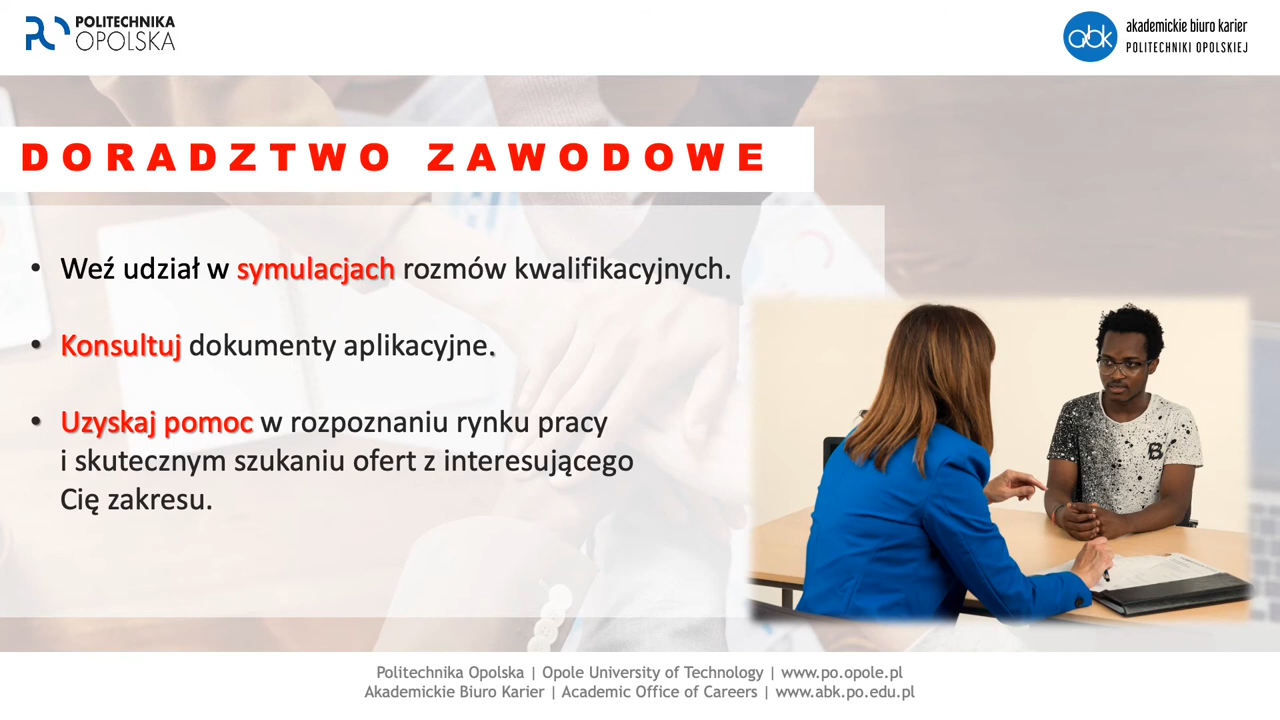 POLITECHNIKA
OPOLSKA
abk
akademickie biuro karier
POLITECHNIKI OPOLSKIEJ
DORADZTWO ZAWODOWE
• Weź udział w symulacjach rozmów kwalifikacyjnych.
• Konsultuj dokumenty aplikacyjne.
• Uzyskaj pomoc w rozpoznaniu rynku pracy
i skutecznym szukaniu ofert z interesującego
Cię zakresu.
B
Politechnika Opolska | Opole University of Technology | www.po.opole.pl
Akademickie Biuro Karier | Academic Office of Careers | www.abk.po.edu.pl